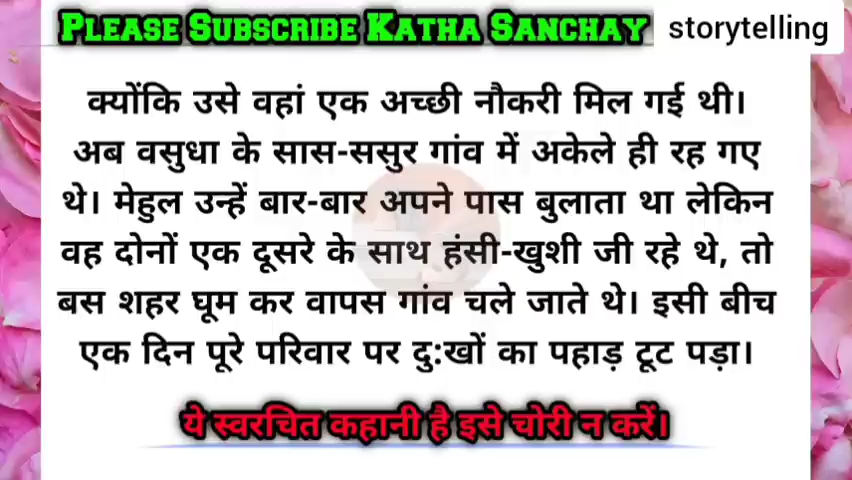 PLEASE SUBSCRIBE KATHA SANCHAY storytelling
क्योंकि उसे वहां एक अच्छी नौकरी मिल गई थी।
अब वसुधा के सास-ससुर गांव में अकेले ही रह गए
थे। मेहुल उन्हें बार-बार अपने पास बुलाता था लेकिन
वह दोनों एक दूसरे के साथ हंसी-खुशी जी रहे थे, तो
बस शहर घूम कर वापस गांव चले जाते थे। इसी बीच
एक दिन पूरे परिवार पर दु:खों का पहाड़ टूट पड़ा।
ये स्वरचित कहानी है इसे चोरी न करें।